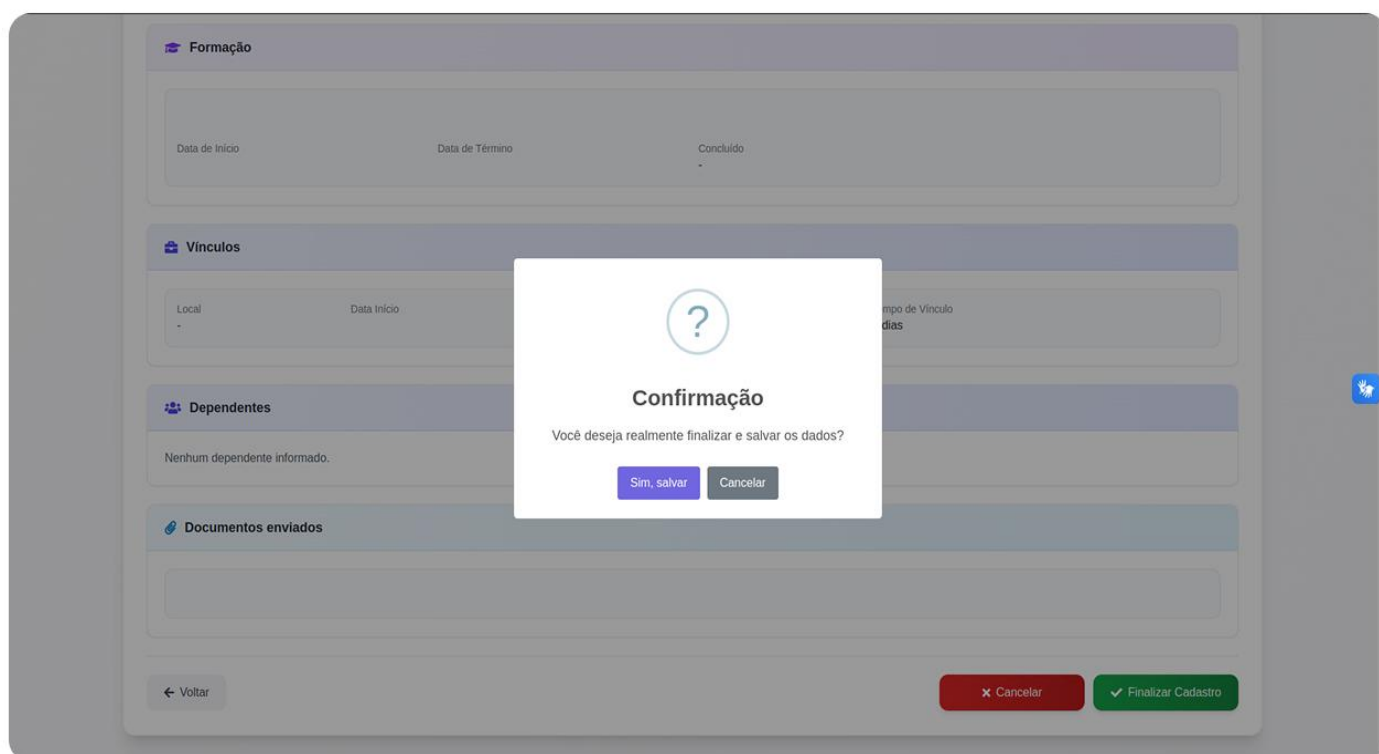 Formação
Data de Início Data de Término Concluído
-
Vínculos
Local Data Início mpo de Vínculo
- dias
Confirmação
Você deseja realmente finalizar e salvar os dados?
Sim, salvar Cancelar
Dependentes
Nenhum dependente informado.
Documentos enviados
Voltar Cancelar Finalizar Cadastro